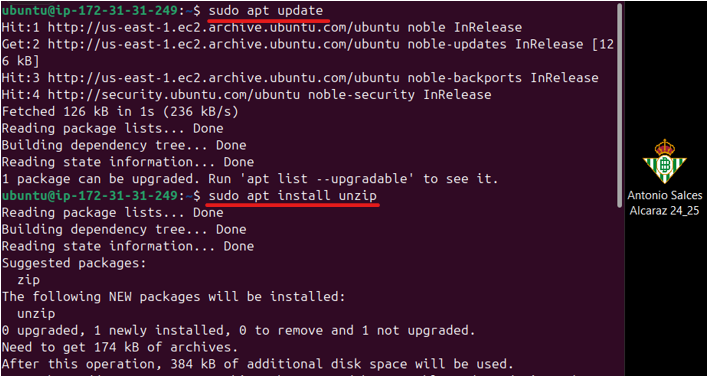 ubuntu@ip-172-31-31-249:~$ sudo apt update
Hit:1 http://us-east-1.ec2.archive.ubuntu.com/ubuntu noble InRelease
Get:2 http://us-east-1.ec2.archive.ubuntu.com/ubuntu noble-updates InRelease [12
6 kB]
Hit:3 http://us-east-1.ec2.archive.ubuntu.com/ubuntu noble-backports InRelease
Hit:4 http://security.ubuntu.com/ubuntu noble-security InRelease
Fetched 126 kB in 1s (236 kB/s)
Reading package lists... Done
Building dependency tree... Done
Reading state information... Done
1 package can be upgraded. Run 'apt list --upgradable' to see it.
ubuntu@ip-172-31-31-249:~$ sudo apt install unzip
Reading package lists... Done
Building dependency tree... Done
Reading state information... Done
Suggested packages:
  zip
The following NEW packages will be installed:
  unzip
0 upgraded, 1 newly installed, 0 to remove and 1 not upgraded.
Need to get 174 kB of archives.
After this operation, 384 kB of additional disk space will be used.
Antonio Salces
Alcaraz 24_25